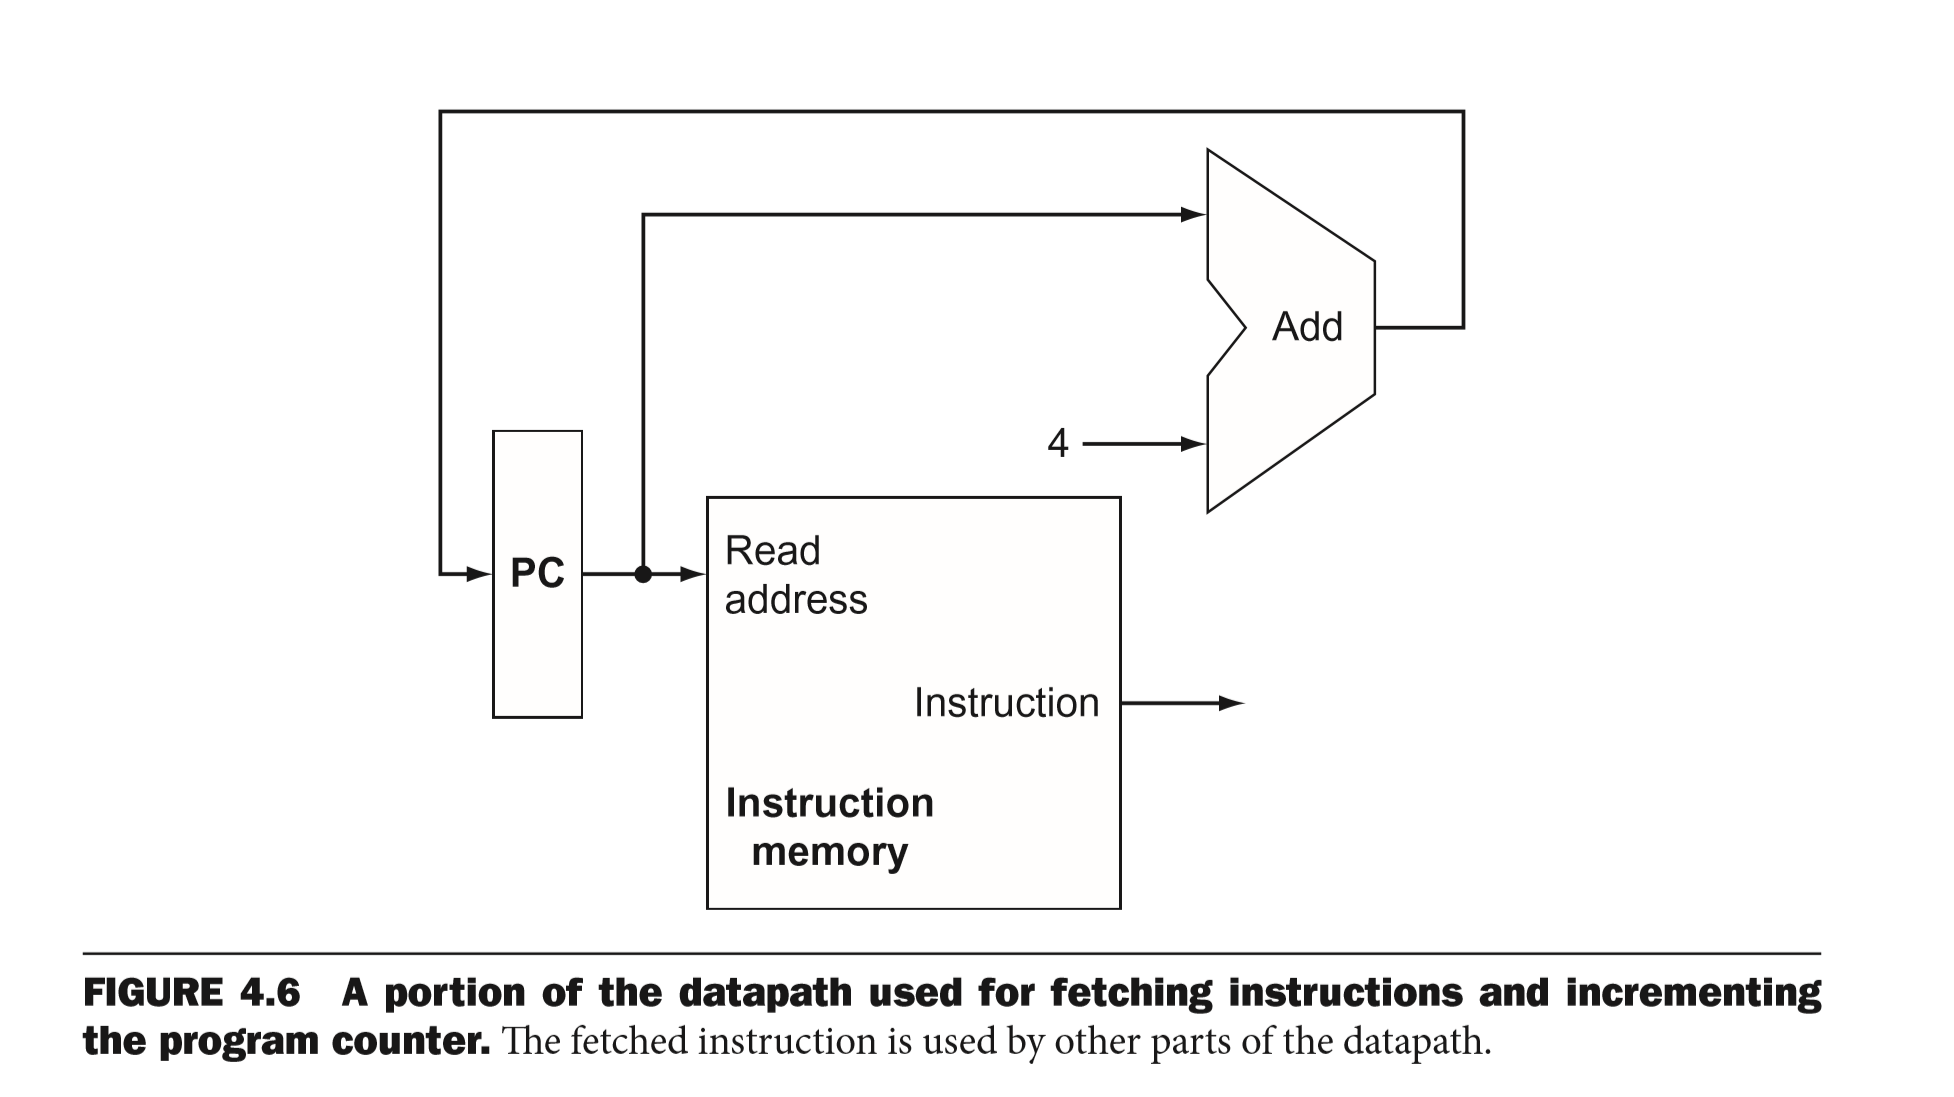 Add
4
PC
Read
address
Instruction
Instruction
memory
FIGURE 4.6 A portion of the datapath used for fetching instructions and incrementing
the program counter. The fetched instruction is used by other parts of the datapath.